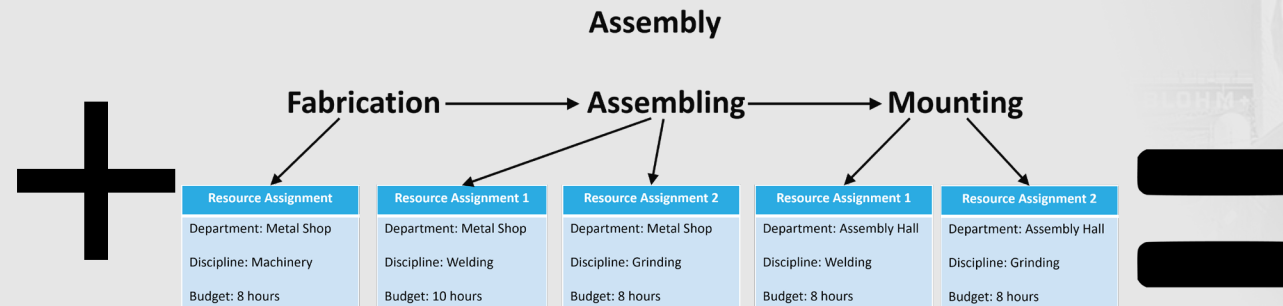 Assembly
Fabrication
Assembling
Mounting
Resource Assignment
Department: Metal Shop
Discipline: Machinery
Budget: 8 hours
Resource Assignment 1
Department: Metal Shop
Discipline: Welding
Budget: 10 hours
Resource Assignment 2
Department: Metal Shop
Discipline: Grinding
Budget: 8 hours
Resource Assignment 1
Department: Assembly Hall
Discipline: Welding
Budget: 8 hours
Resource Assignment 2
Department: Assembly Hall
Discipline: Grinding
Budget: 8 hours